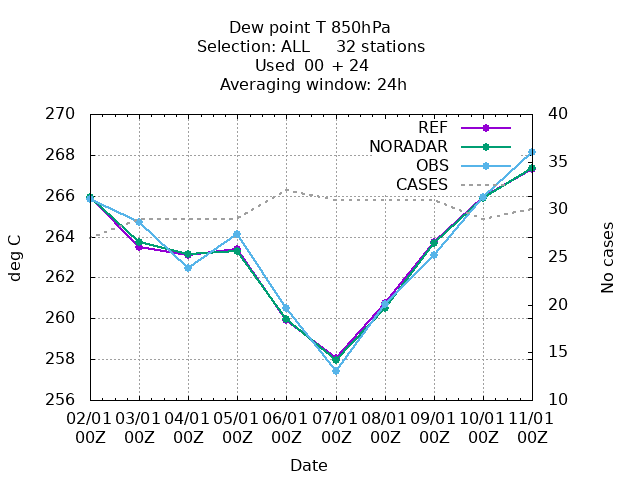 Dew point T 850hPa
Selection: ALL 32 stations
Used 00 + 24
Averaging window: 24h
270
268
266
264
262
260
258
256
deg C
40
35
30
25
20
15
10
No cases
REF
NORADAR
OBS
CASES
02/01 03/01 04/01 05/01 06/01 07/01 08/01 09/01 10/01 11/01
00Z 00Z 00Z 00Z 00Z 00Z 00Z 00Z 00Z 00Z
Date